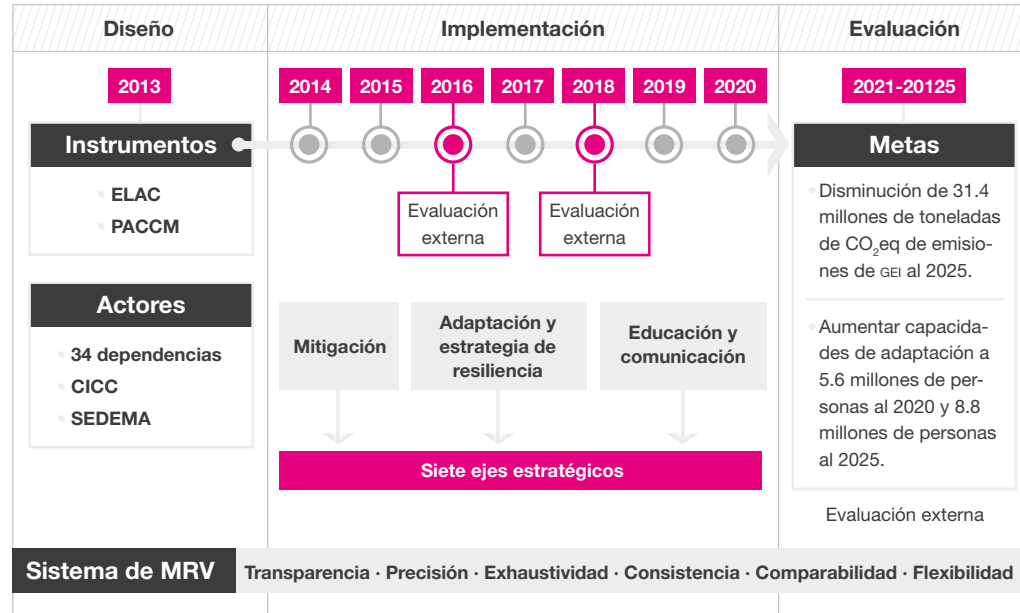 Diseño
Implementación
Evaluación
2013
2014
2015
2016
2017
2018
2019
2020
2021-20125
Instrumentos
• ELAC
• PACCM
Evaluación
externa
Evaluación
externa
Metas
• Disminución de 31.4
millones de toneladas
de CO₂eq de emisio-
nes de GEI al 2025.
• Aumentar capacida-
des de adaptación a
5.6 millones de per-
sonas al 2020 y 8.8
millones de personas
al 2025.
Actores
• 34 dependencias
• CICC
• SEDEMA
Mitigación
Adaptación y
estrategia de
resiliencia
Educación y
comunicación
Siete ejes estratégicos
Evaluación externa
Sistema de MRV
Transparencia · Precisión · Exhaustividad · Consistencia · Comparabilidad · Flexibilidad